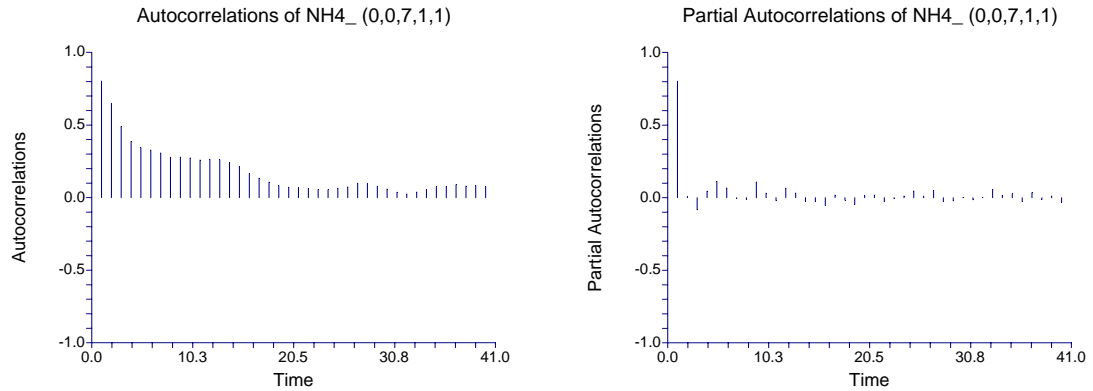 Autocorrelations of NH4_ (0,0,7,1,1)
Autocorrelations
1.0
0.5
0.0
-0.5
-1.0
0.0 10.3 20.5 30.8 41.0
Time
Partial Autocorrelations of NH4_ (0,0,7,1,1)
Partial Autocorrelations
1.0
0.5
0.0
-0.5
-1.0
0.0 10.3 20.5 30.8 41.0
Time